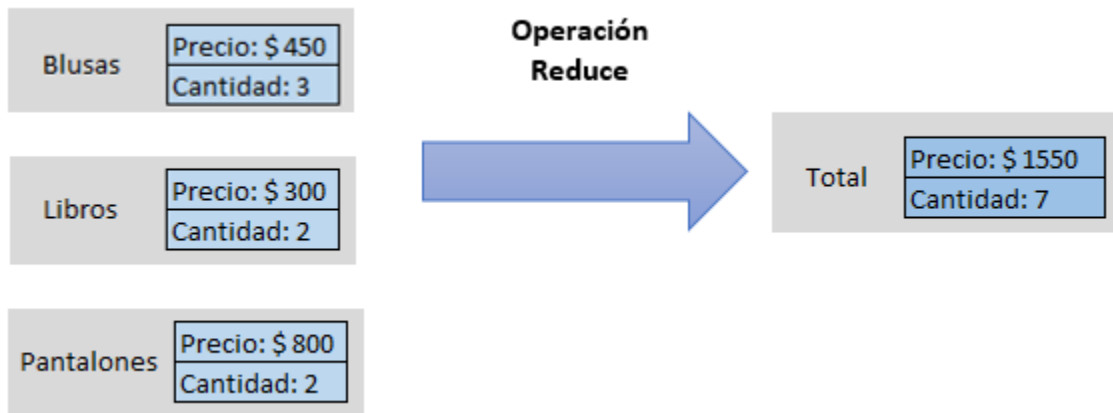 Blusas
Precio: $ 450
Cantidad: 3
Libros
Precio: $ 300
Cantidad: 2
Pantalones
Precio: $ 800
Cantidad: 2
Operación
Reduce
Total
Precio: $ 1550
Cantidad: 7